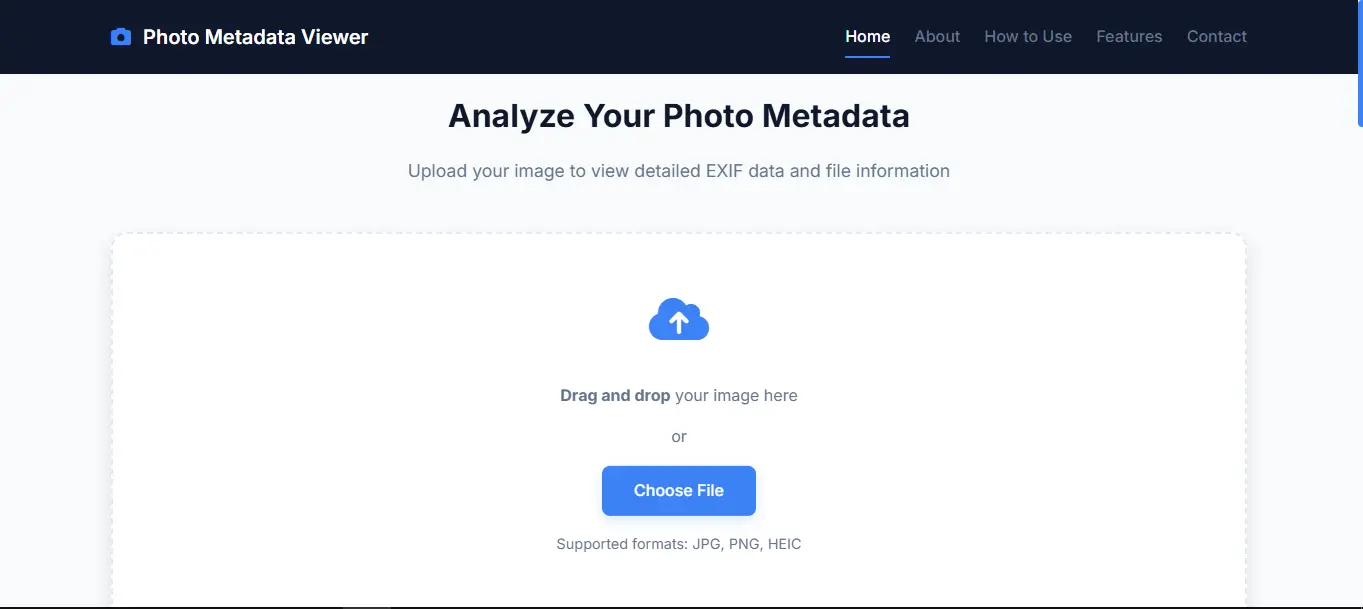 Photo Metadata Viewer
Home About How to Use Features Contact
Analyze Your Photo Metadata
Upload your image to view detailed EXIF data and file information
Drag and drop your image here
or
Choose File
Supported formats: JPG, PNG, HEIC